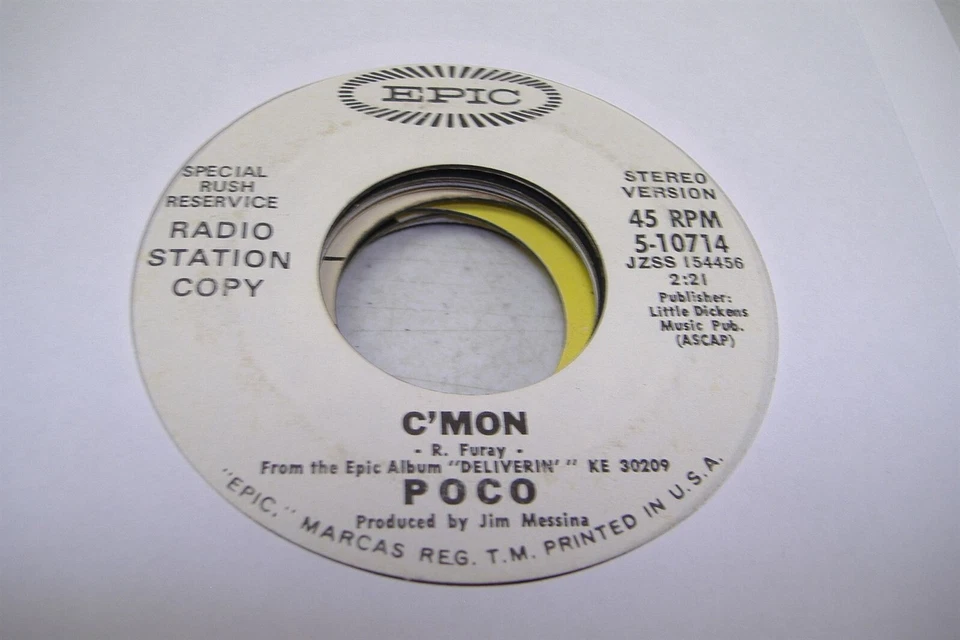 EPIC
SPECIAL
RUSH
RESERVICE
RADIO
STATION
COPY
STEREO
VERSION
45 RPM
5-10714
JZSS 154456
2:21
Publisher:
Little Dickens
Music Pub.
(ASCAP)
C'MON
- R. Furay -
From the Epic Album "DELIVERIN'" KE 30209
POCO
Produced by Jim Messina
"EPIC," MARCAS REG. T.M. PRINTED IN U.S.A.